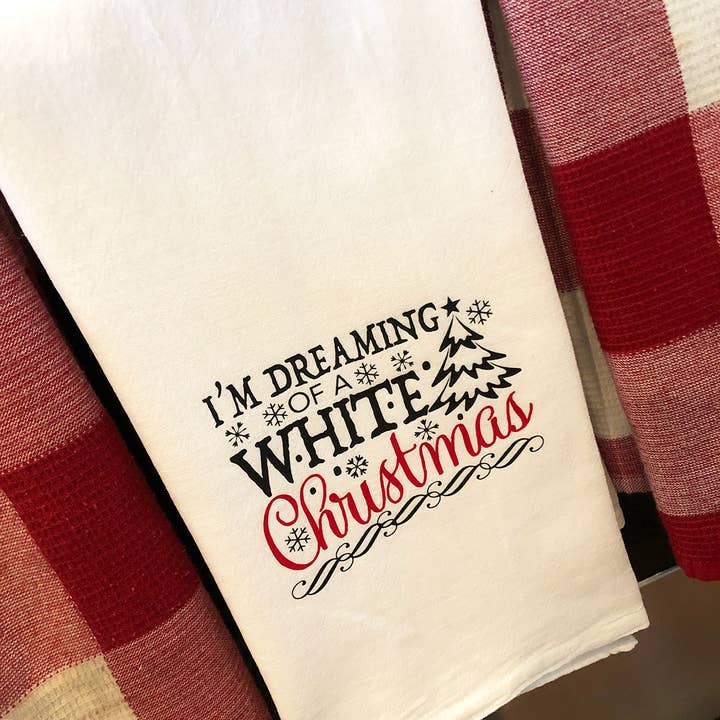 I'M DREAMING
OF A
WHITE
Christmas